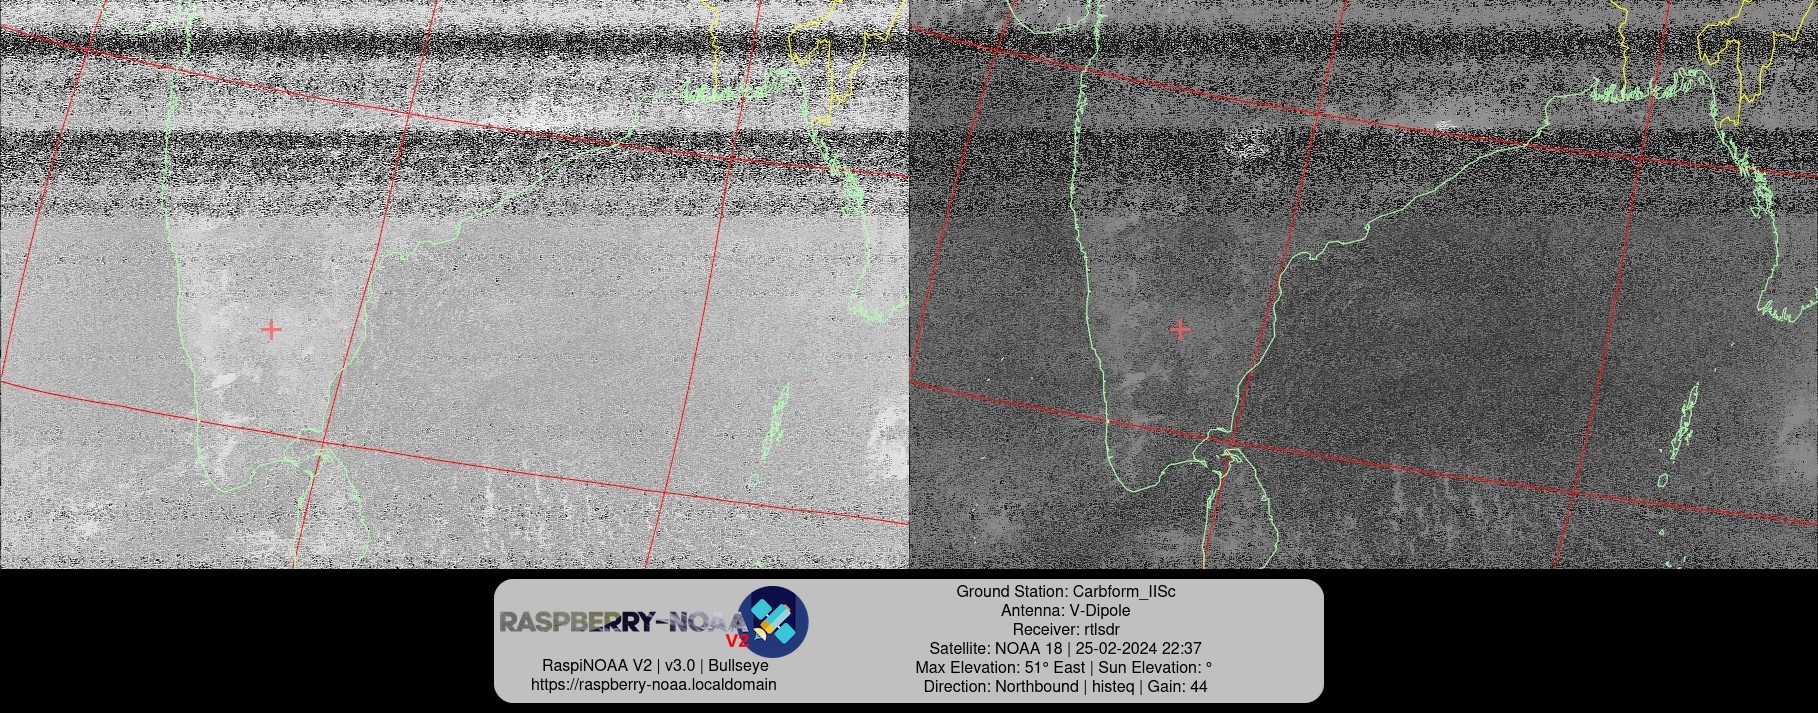 RASPBERRY-NOAA
V2
RaspiNOAA V2 | v3.0 | Bullseye
https://raspberry-noaa.localdomain
Ground Station: Carbform_IISc
Antenna: V-Dipole
Receiver: rtlsdr
Satellite: NOAA 18 | 25-02-2024 22:37
Max Elevation: 51° East | Sun Elevation: °
Direction: Northbound | histeq | Gain: 44